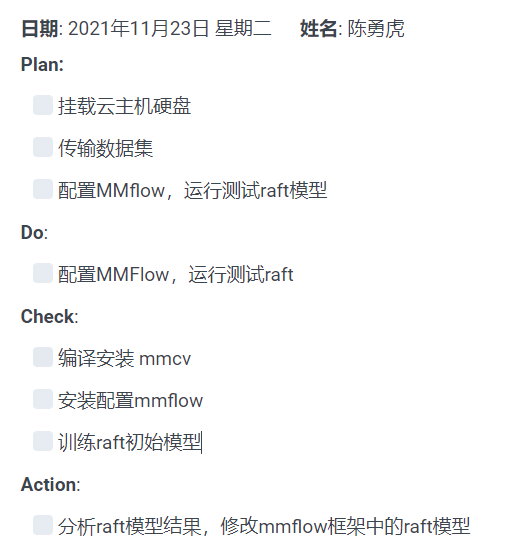 日期: 2021年11月23日 星期二 姓名: 陈勇虎
Plan:
挂载云主机硬盘
传输数据集
配置MMflow，运行测试raft模型
Do:
配置MMFlow，运行测试raft
Check:
编译安装 mmcv
安装配置mmflow
训练raft初始模型
Action:
分析raft模型结果，修改mmflow框架中的raft模型